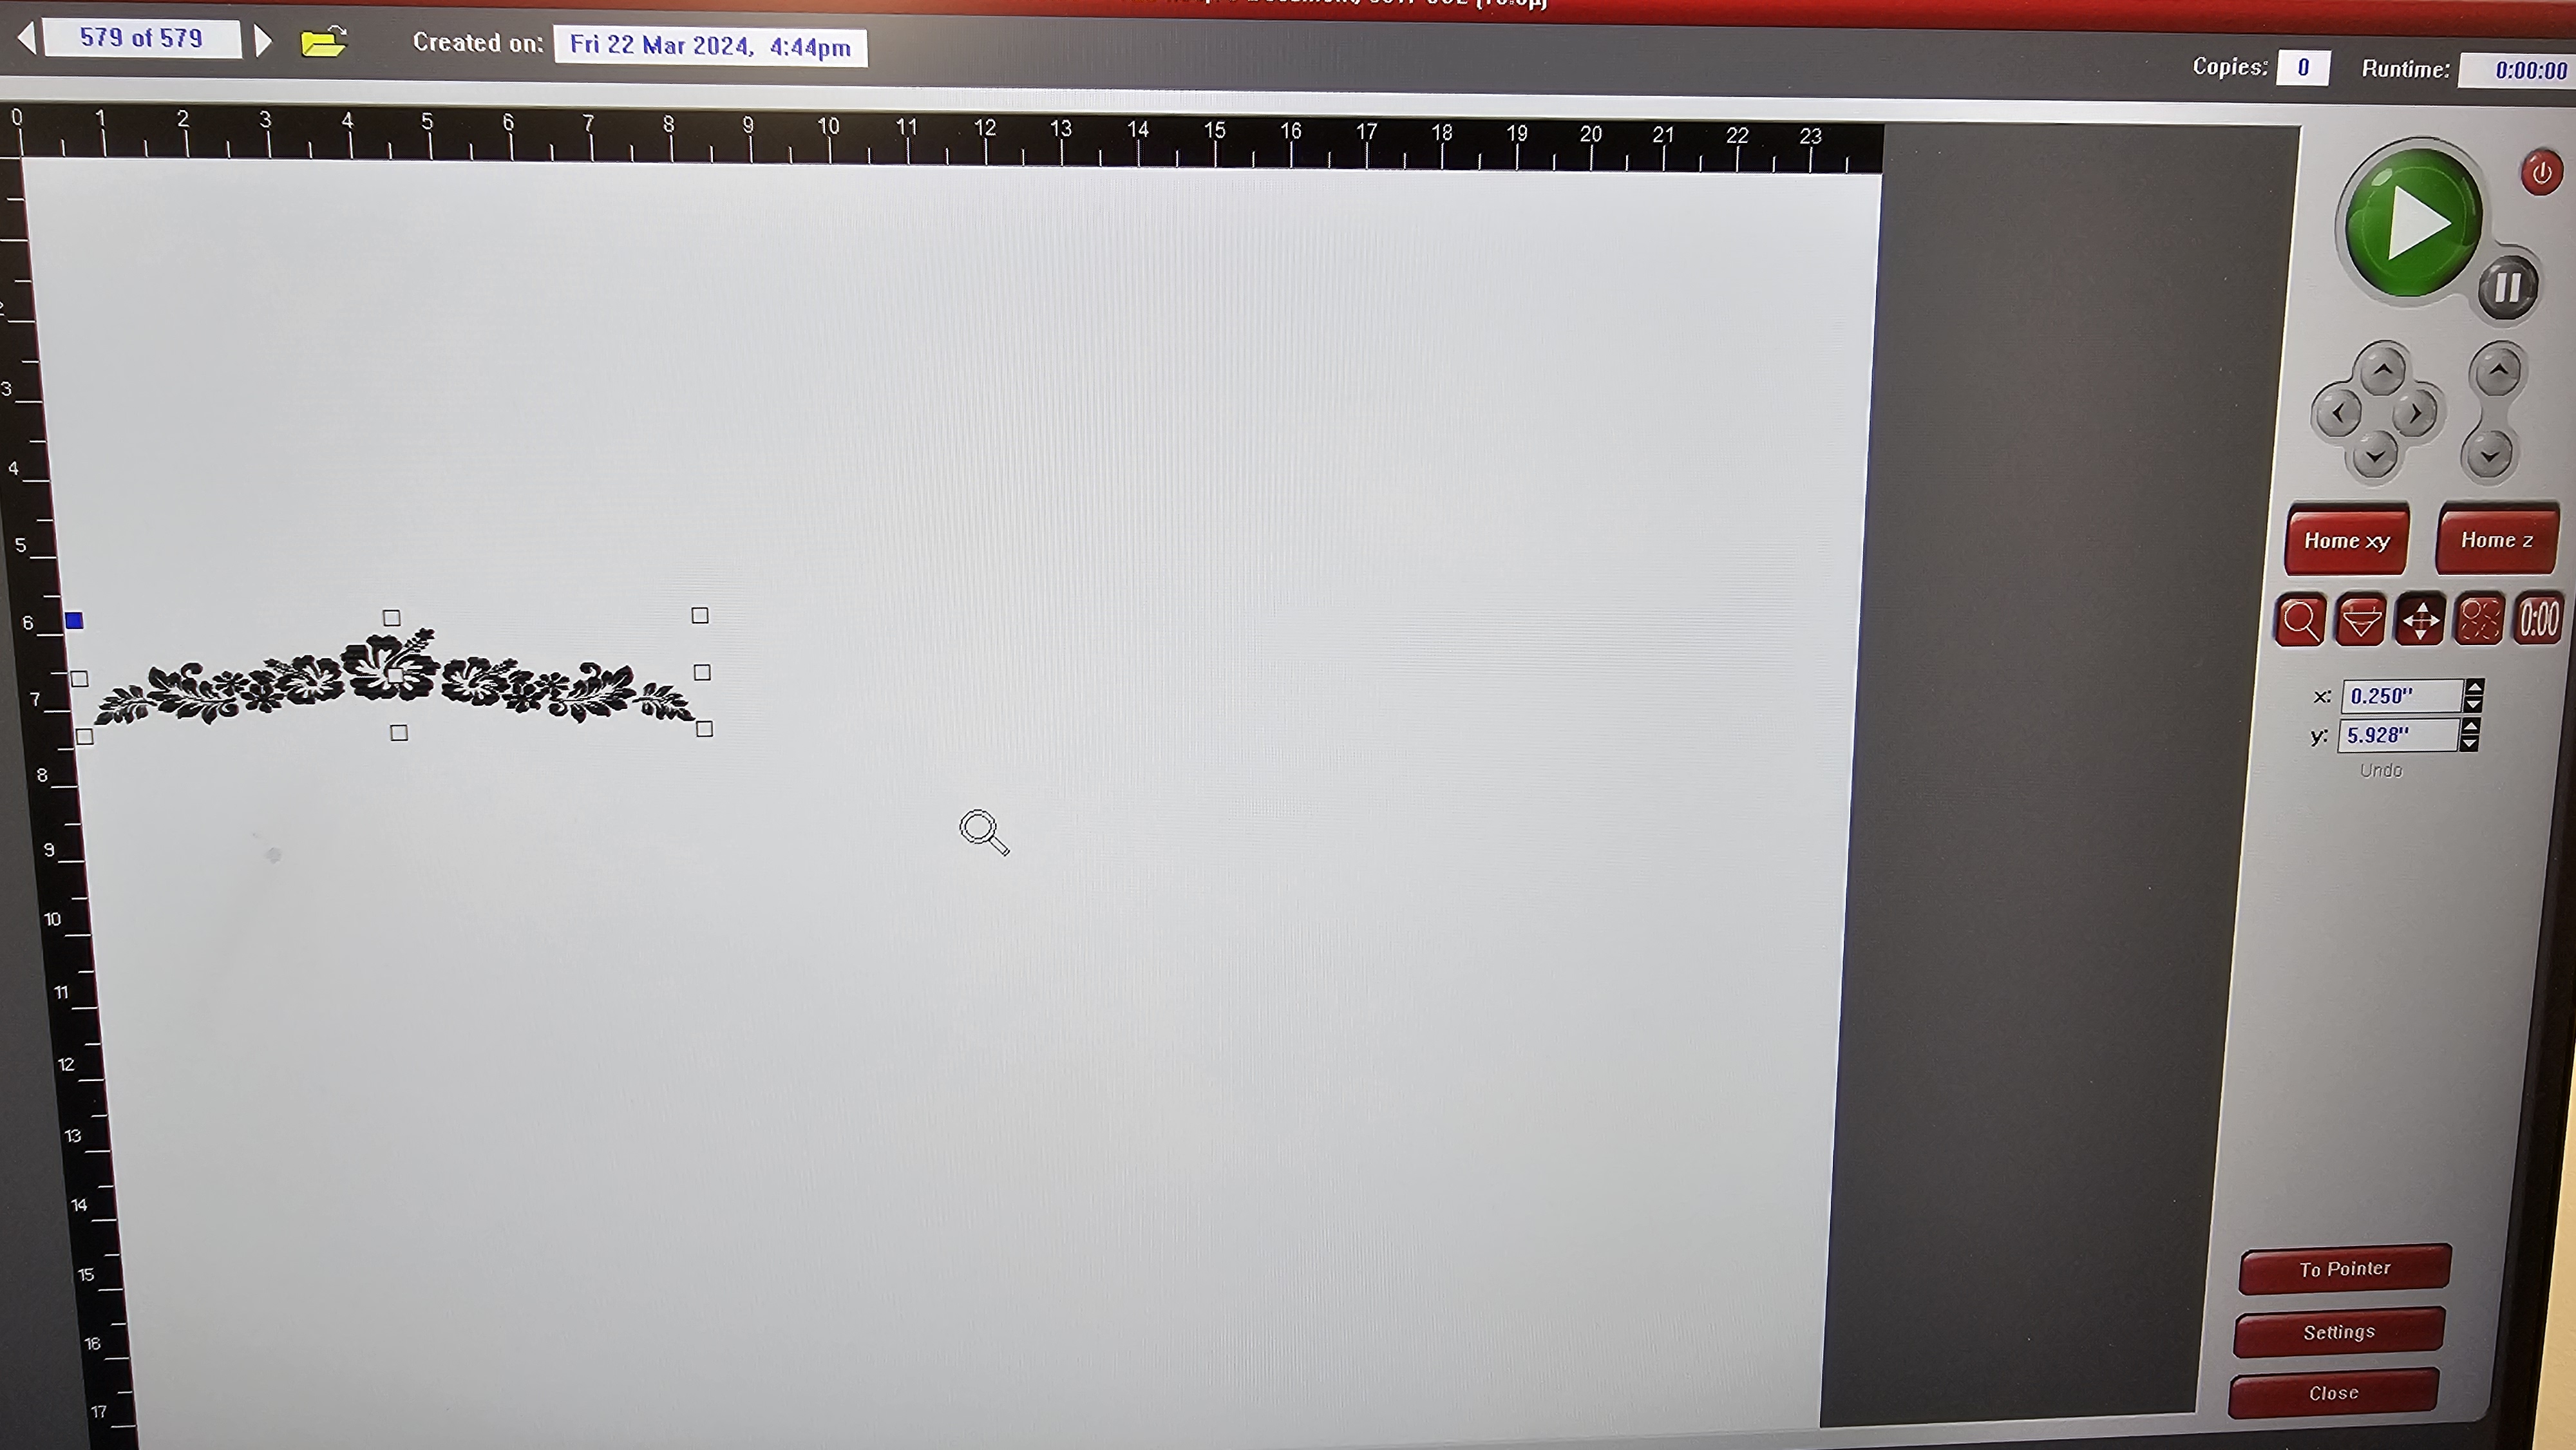 579 of 579
Created on: Fri 22 Mar 2024, 4:44pm
Copies: 0
Runtime: 0:00:00
0 1 2 3 4 5 6 7 8 9 10 11 12 13 14 15 16 17 18 19 20 21 22 23
3
4
5
6
7
8
9
10
11
12
13
14
15
16
17
Home xy
Home z
0:00
x: 0.250"
y: 5.928"
Undo
To Pointer
Settings
Close